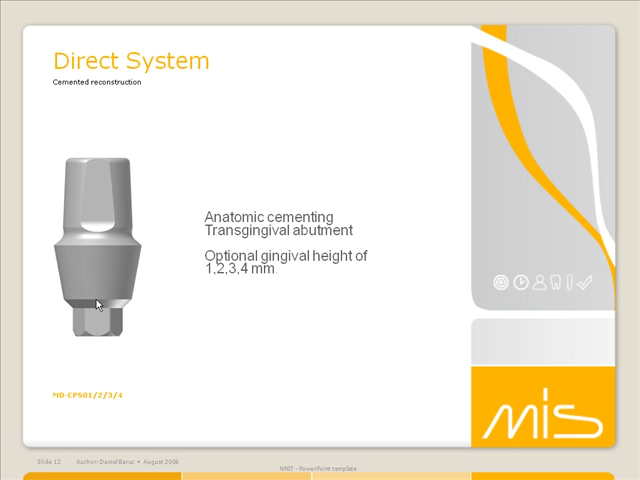 Direct System
Cemented reconstruction
Anatomic cementing
Transgingival abutment
Optional gingival height of
1,2,3,4 mm.
MD-CPS01/2/3/4
mis
Slide 12 Author: Daniel Baruc • August 2006
NNIT - PowerPoint template